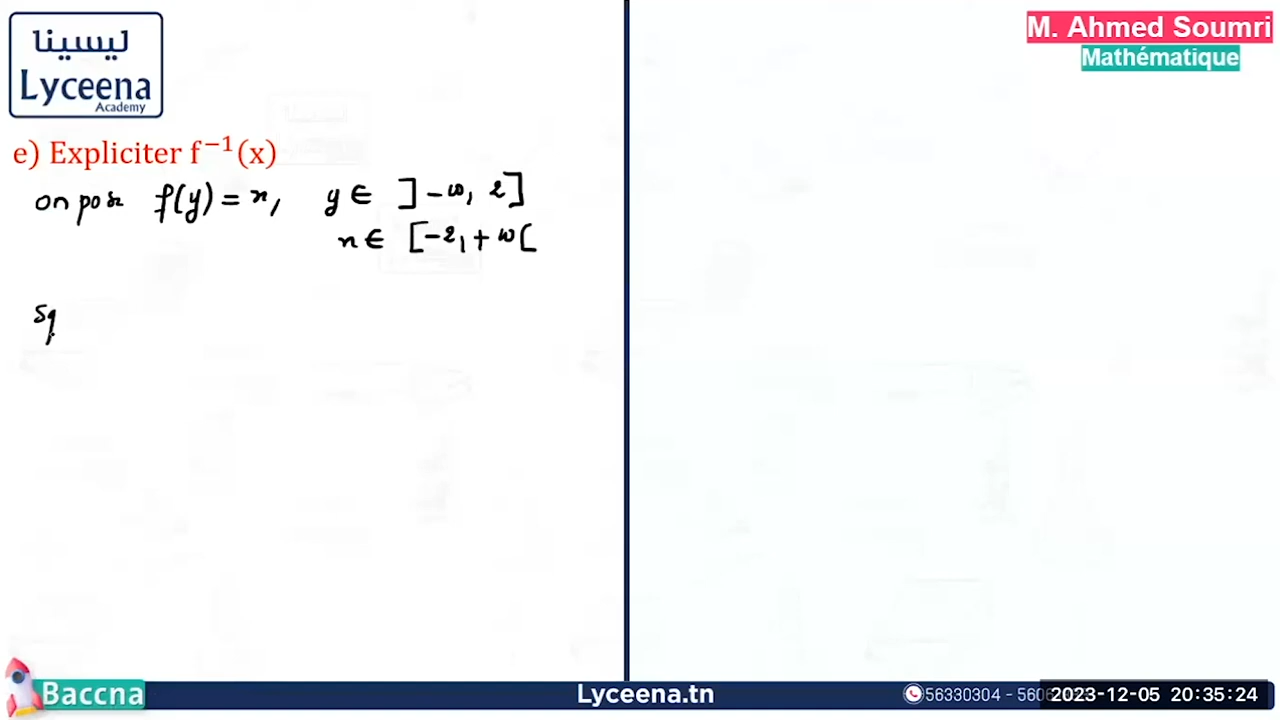 ليسينا
Lyceena
Academy
M. Ahmed Soumri
Mathématique
e) Expliciter f⁻¹(x)
on pose f(y) = x, y ∈ ]-∞, 2]
x ∈ [-2, +∞[
Sq
Baccna
Lyceena.tn
56330304 - 560
2023-12-05 20:35:24